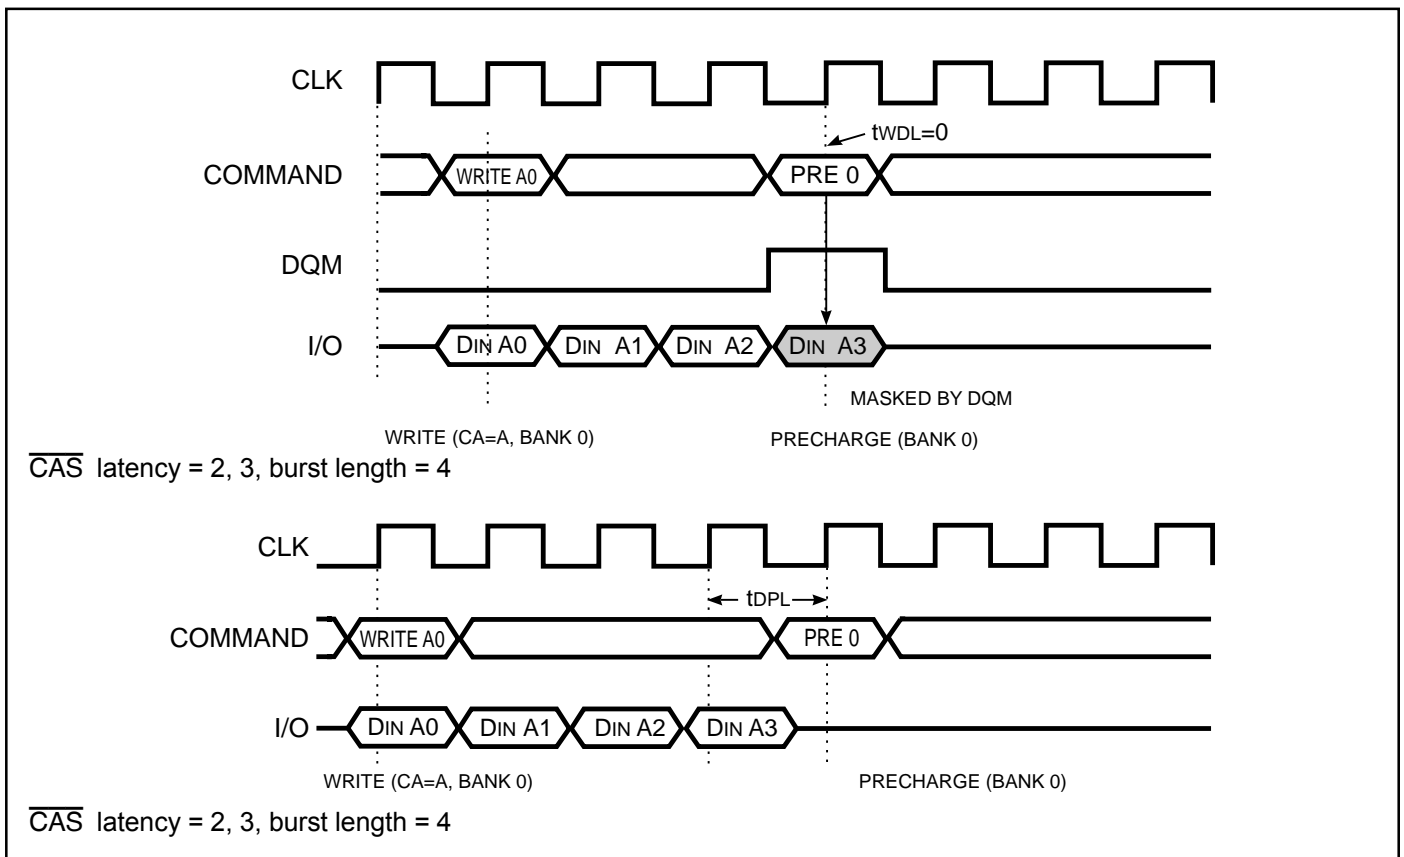 CLK
tWDL=0
COMMAND WRITE A0 PRE 0
DQM
I/O DIN A0 DIN A1 DIN A2 DIN A3
MASKED BY DQM
WRITE (CA=A, BANK 0) PRECHARGE (BANK 0)
CAS latency = 2, 3, burst length = 4
CLK
tDPL
COMMAND WRITE A0 PRE 0
I/O DIN A0 DIN A1 DIN A2 DIN A3
WRITE (CA=A, BANK 0) PRECHARGE (BANK 0)
CAS latency = 2, 3, burst length = 4